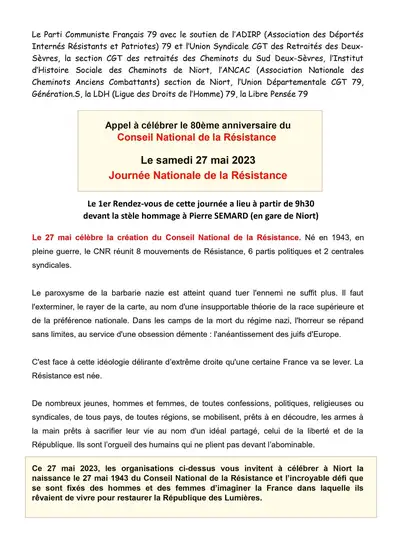 Le Parti Communiste Français 79 avec le soutien de l'ADIRP (Association des Déportés
Internés Résistants et Patriotes) 79 et l'Union Syndicale CGT des Retraités des Deux-
Sèvres, la section CGT des retraités des Cheminots du Sud Deux-Sèvres, l'Institut
d'Histoire Sociale des Cheminots de Niort, l'ANCAC (Association Nationale des
Cheminots Anciens Combattants) section de Niort, l'Union Départementale CGT 79,
Génération.S, la LDH (Ligue des Droits de l'Homme) 79, la Libre Pensée 79
Appel à célébrer le 80ème anniversaire du
Conseil National de la Résistance
Le samedi 27 mai 2023
Journée Nationale de la Résistance
Le 1er Rendez-vous de cette journée a lieu à partir de 9h30
devant la stèle hommage à Pierre SEMARD (en gare de Niort)
Le 27 mai célèbre la création du Conseil National de la Résistance. Né en 1943, en
pleine guerre, le CNR réunit 8 mouvements de Résistance, 6 partis politiques et 2 centrales
syndicales.
Le paroxysme de la barbarie nazie est atteint quand tuer l'ennemi ne suffit plus. Il faut
l'exterminer, le rayer de la carte, au nom d'une insupportable théorie de la race supérieure et
de la préférence nationale. Dans les camps de la mort du régime nazi, l'horreur se répand
sans limites, au service d'une obsession démente : l'anéantissement des juifs d'Europe.
C'est face à cette idéologie délirante d'extrême droite qu'une certaine France va se lever. La
Résistance est née.
De nombreux jeunes, hommes et femmes, de toutes confessions, politiques, religieuses ou
syndicales, de tous pays, de toutes régions, se mobilisent, prêts à en découdre, les armes à
la main prêts à sacrifier leur vie au nom d'un idéal partagé, celui de la liberté et de la
République. Ils sont l'orgueil des humains qui ne plient pas devant l'abominable.
Ce 27 mai 2023, les organisations ci-dessus vous invitent à célébrer à Niort la
naissance le 27 mai 1943 du Conseil National de la Résistance et l'incroyable défi que
se sont fixés des hommes et des femmes d'imaginer la France dans laquelle ils
rêvaient de vivre pour restaurer la République des Lumières.